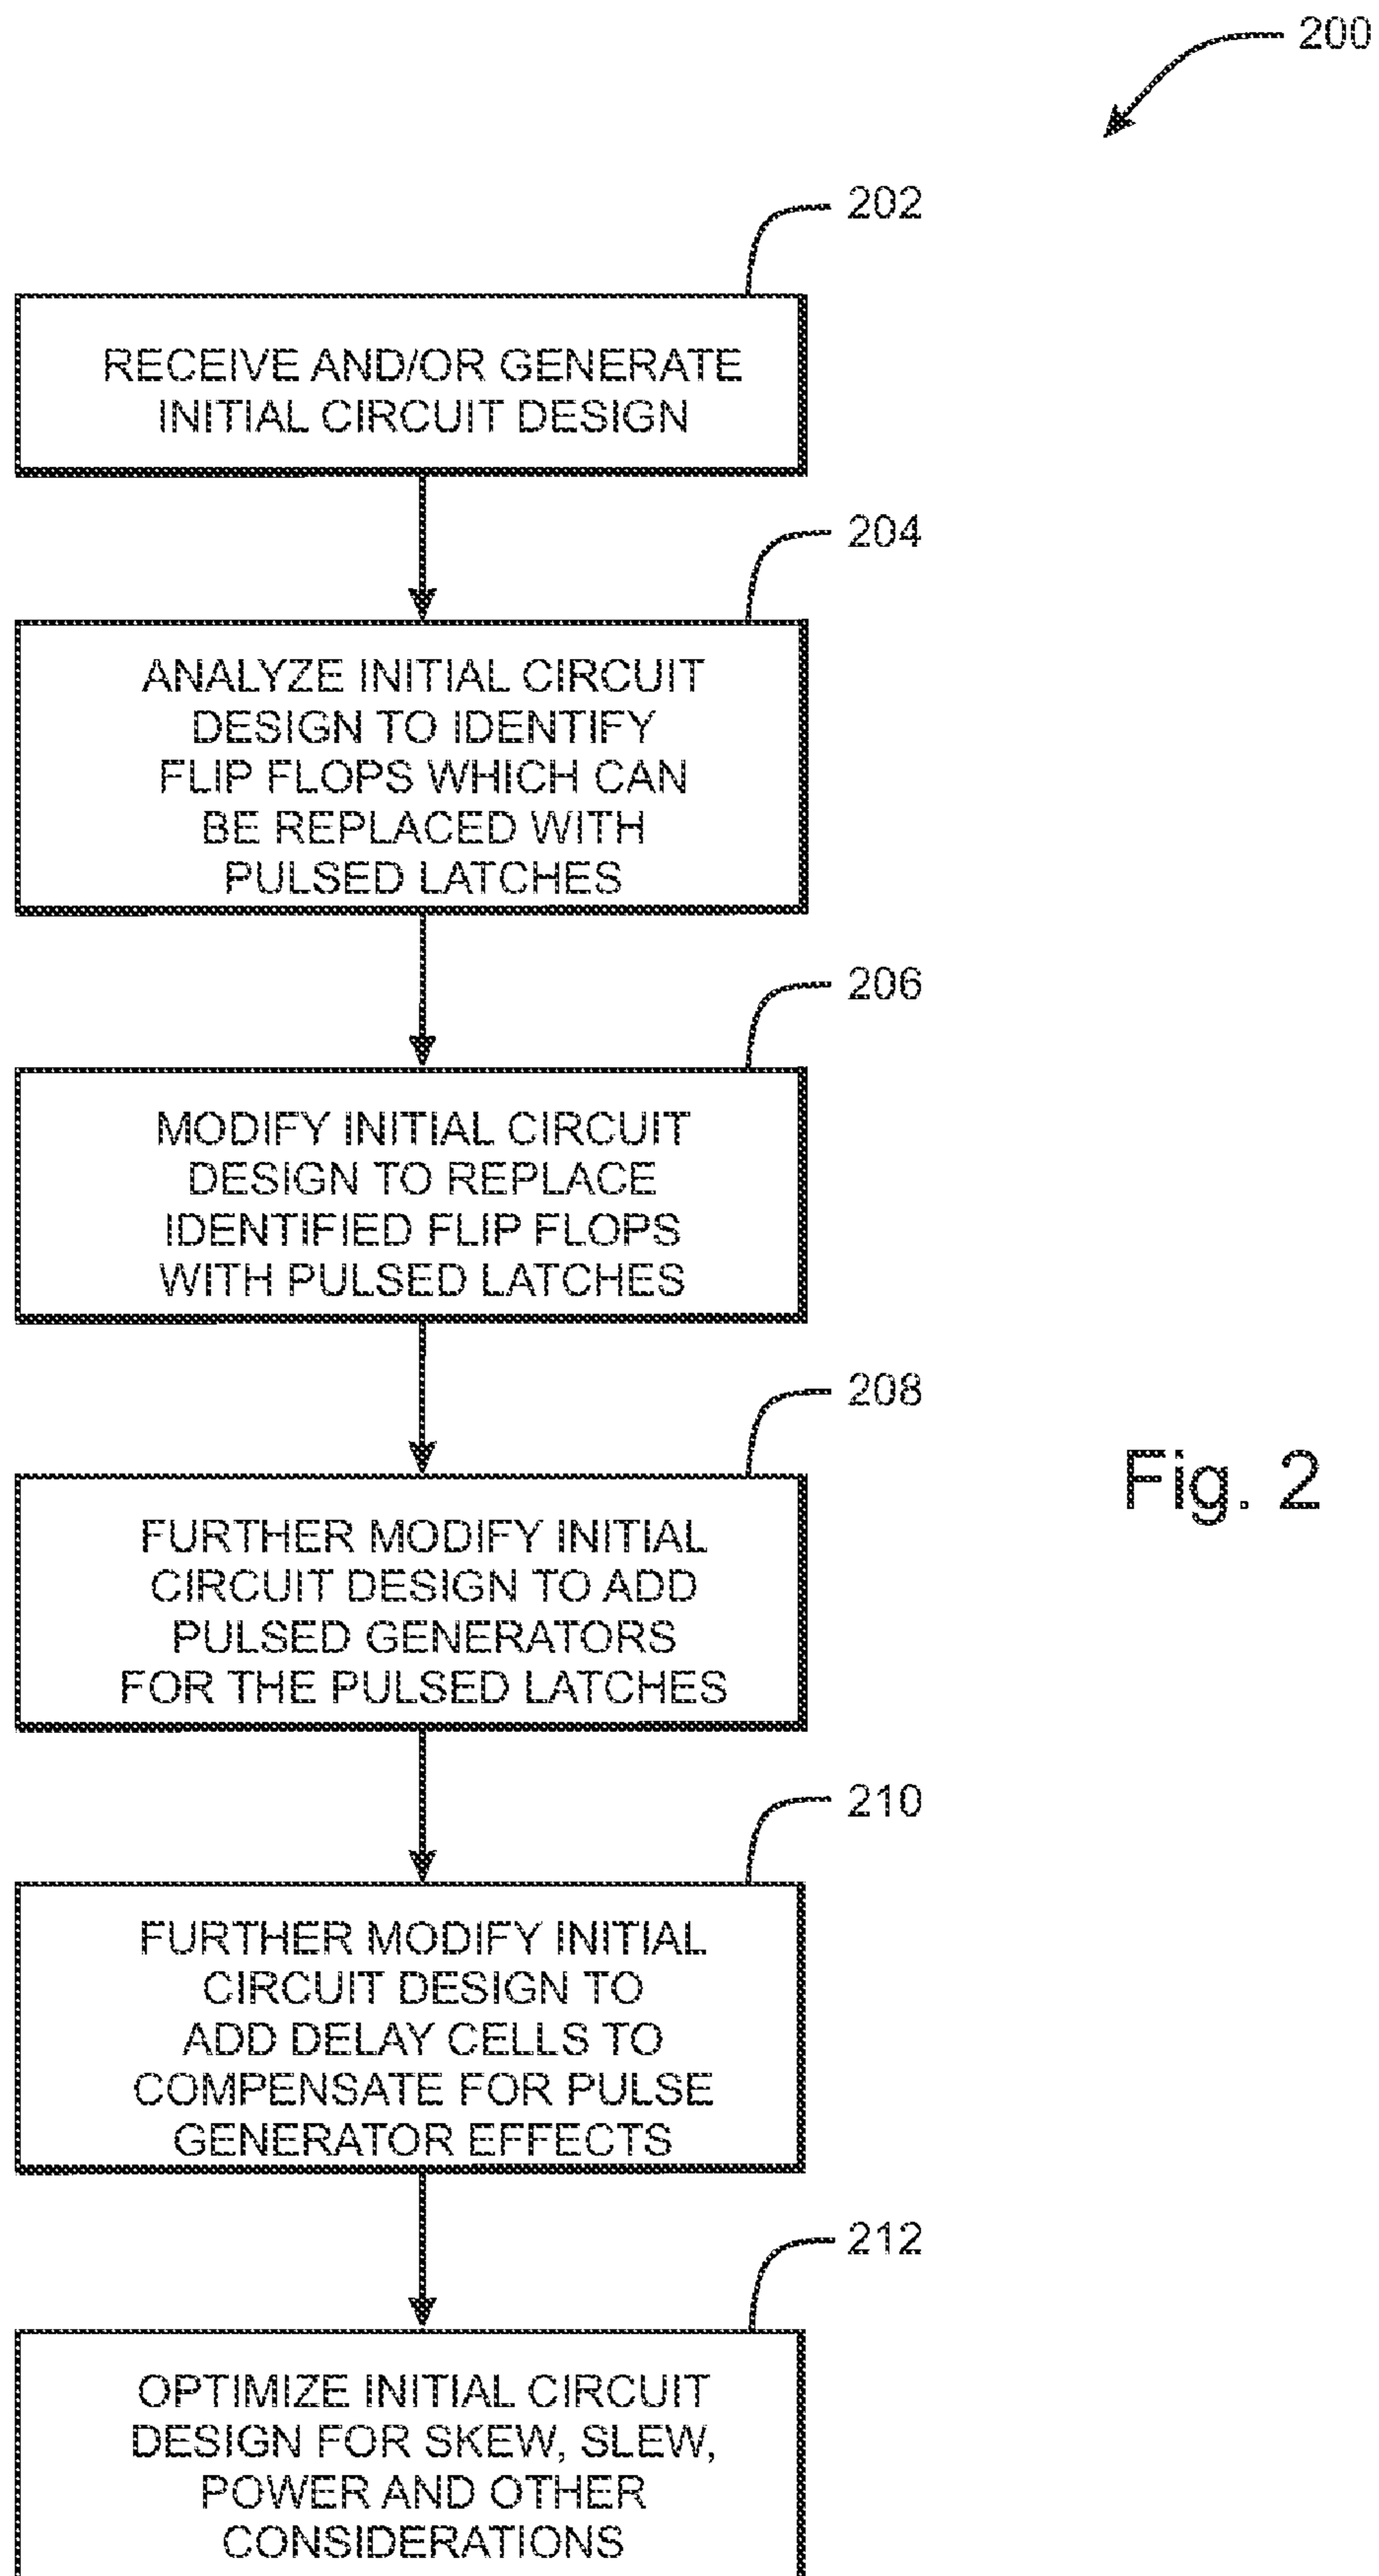 200
202
RECEIVE AND/OR GENERATE
INITIAL CIRCUIT DESIGN
204
ANALYZE INITIAL CIRCUIT
DESIGN TO IDENTIFY
FLIP FLOPS WHICH CAN
BE REPLACED WITH
PULSED LATCHES
206
MODIFY INITIAL CIRCUIT
DESIGN TO REPLACE
IDENTIFIED FLIP FLOPS
WITH PULSED LATCHES
208
FURTHER MODIFY INITIAL
CIRCUIT DESIGN TO ADD
PULSED GENERATORS
FOR THE PULSED LATCHES
Fig. 2
210
FURTHER MODIFY INITIAL
CIRCUIT DESIGN TO
ADD DELAY CELLS TO
COMPENSATE FOR PULSE
GENERATOR EFFECTS
212
OPTIMIZE INITIAL CIRCUIT
DESIGN FOR SKEW, SLEW,
POWER AND OTHER
CONSIDERATIONS